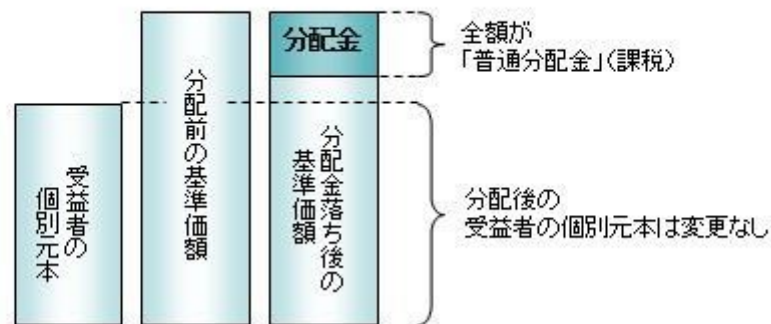 受益者の
個別元本
分配前の基準価額
分配金
分配金落ち後の
基準価額
全額が
「普通分配金」(課税)
分配後の
受益者の個別元本は変更なし